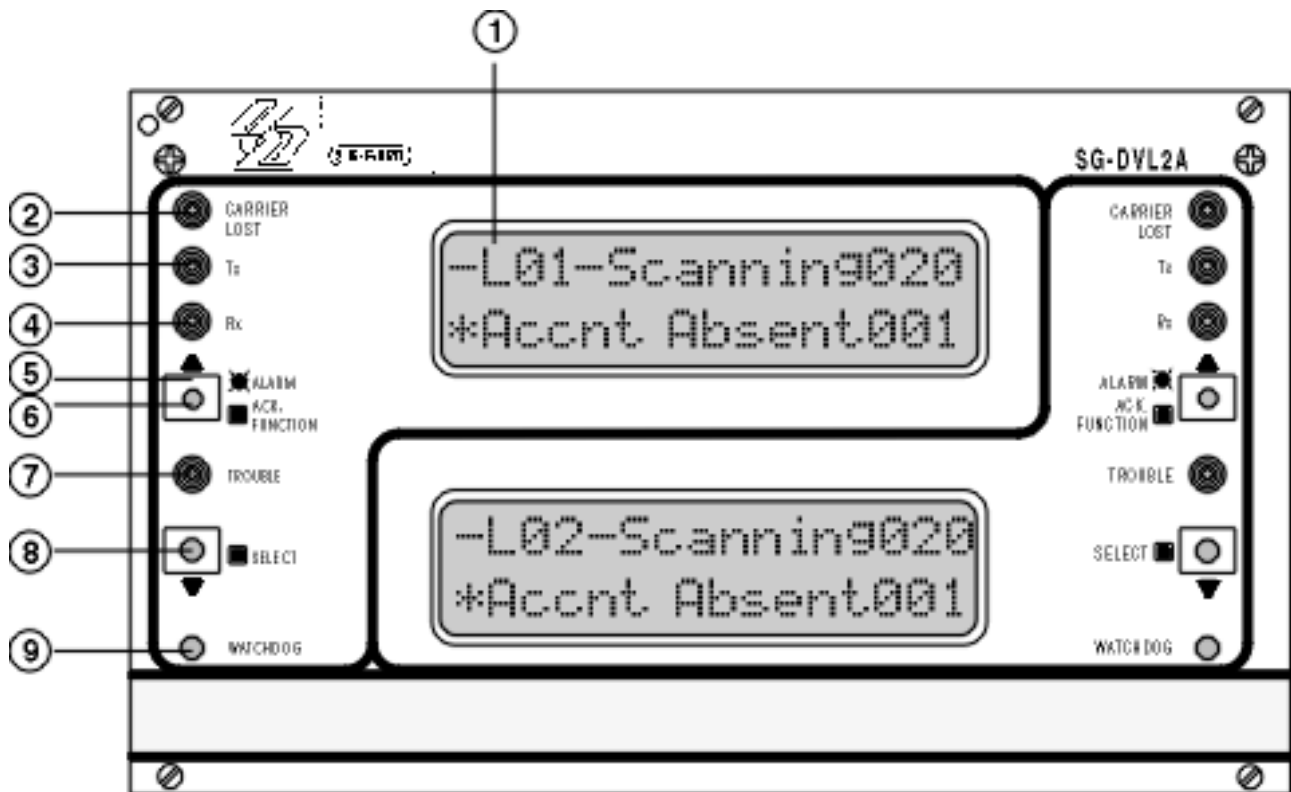 1
SG-DVL2A
2
CARRIER
LOST
-L01-Scanning020
*Accnt Absent001
CARRIER
LOST
3
Tx
Tx
4
Rx
Rx
5
ALARM
ALARM
6
ACK.
FUNCTION
ACK.
FUNCTION
7
TROUBLE
TROUBLE
-L02-Scanning020
*Accnt Absent001
8
SELECT
SELECT
9
WATCHDOG
WATCHDOG